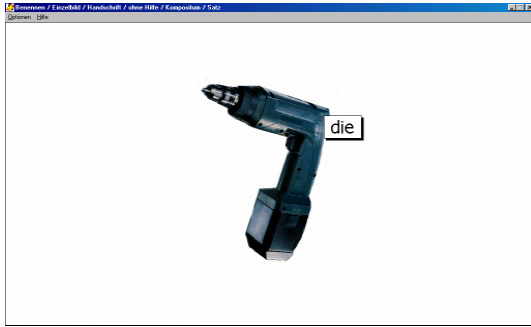 Benennen / Einzelbild / Handschrift / ohne Hilfe / Kompositum / Satz
Optionen Hilfe
die